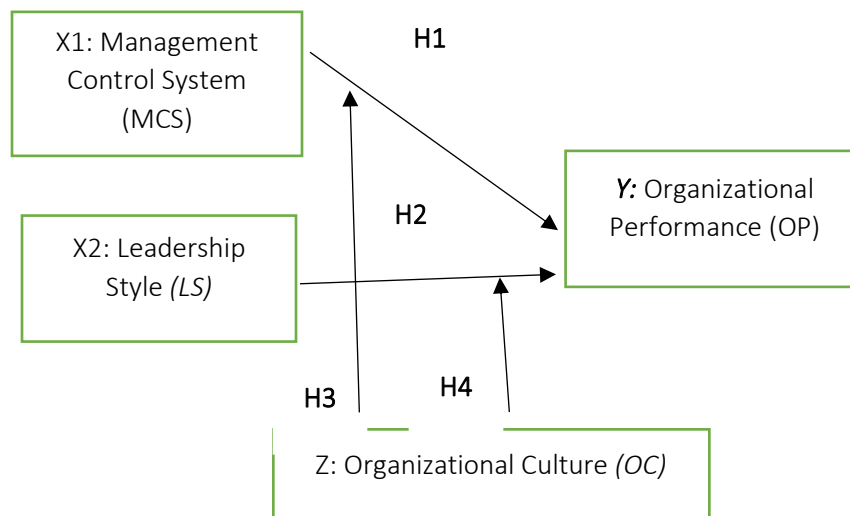 X1: Management
Control System
(MCS)
H1
Y: Organizational
Performance (OP)
H2
X2: Leadership
Style (LS)
H3
H4
Z: Organizational Culture (OC)